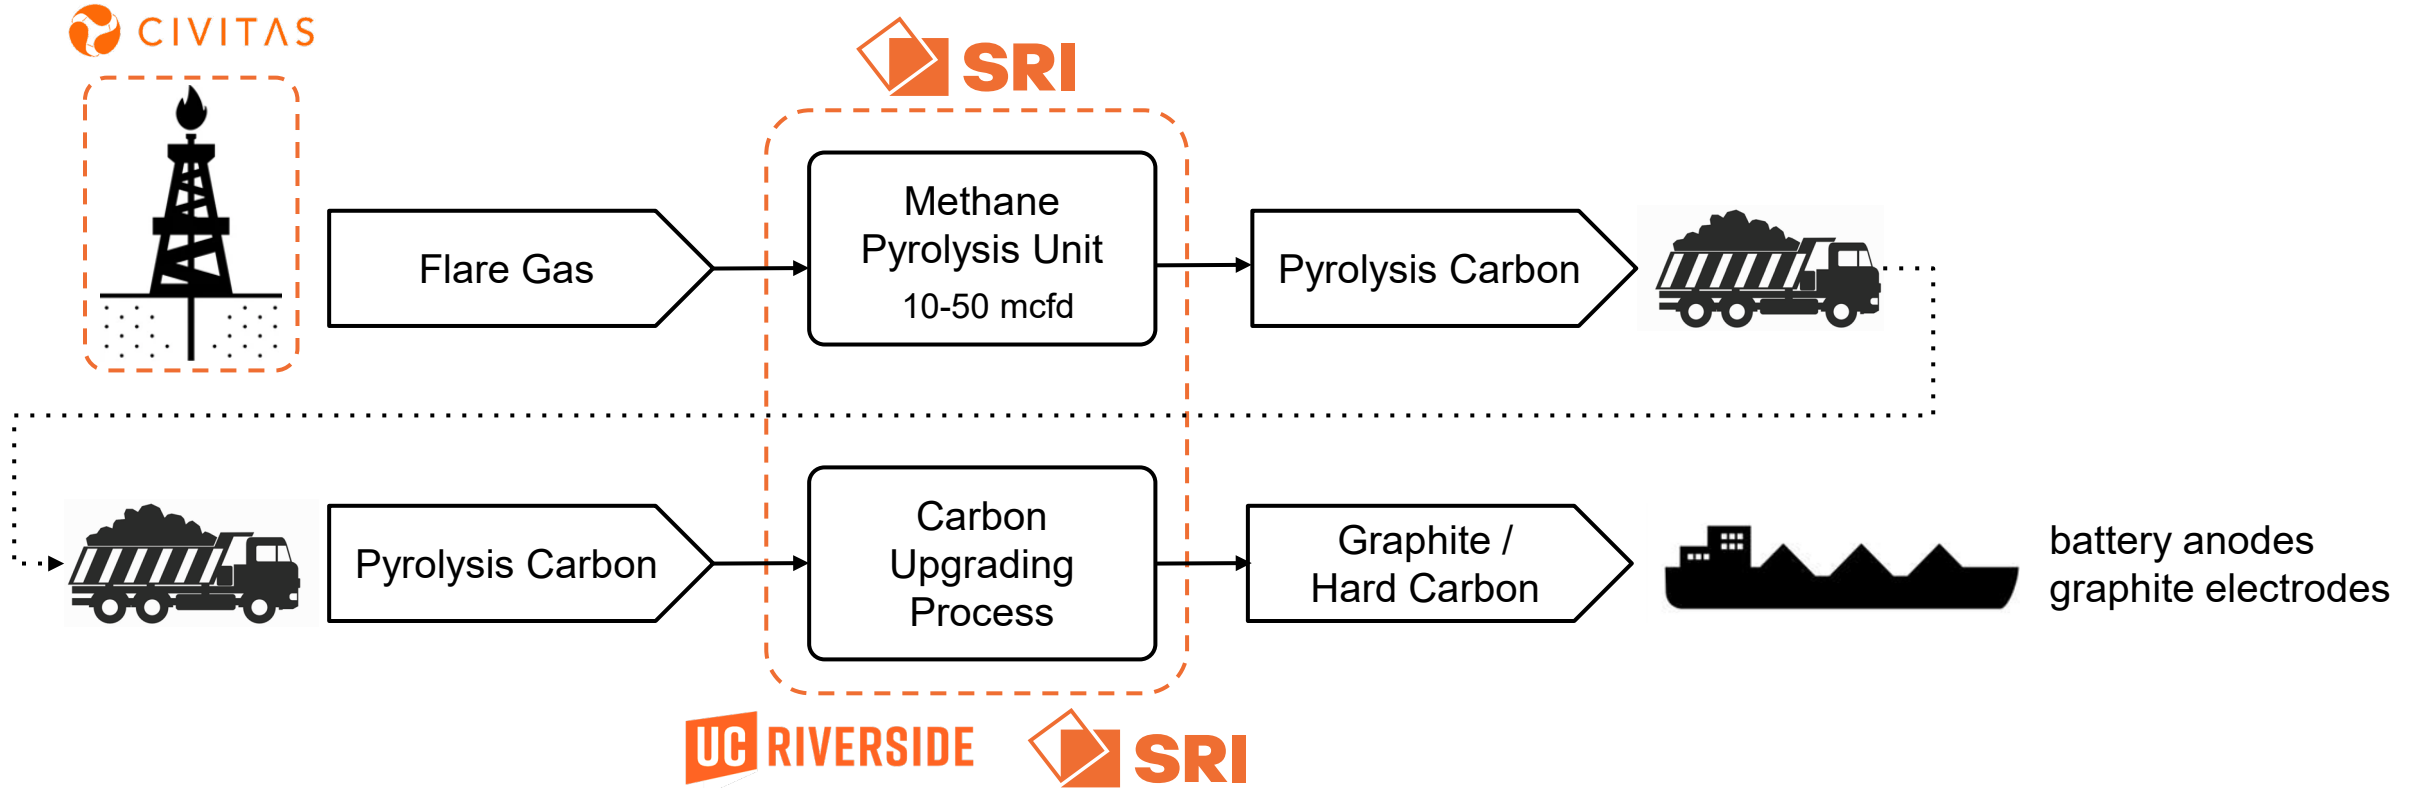 CIVITAS
SRI
Flare Gas
Methane
Pyrolysis Unit
10-50 mcfd
Pyrolysis Carbon
Pyrolysis Carbon
Carbon
Upgrading
Process
Graphite /
Hard Carbon
battery anodes
graphite electrodes
UC RIVERSIDE
SRI